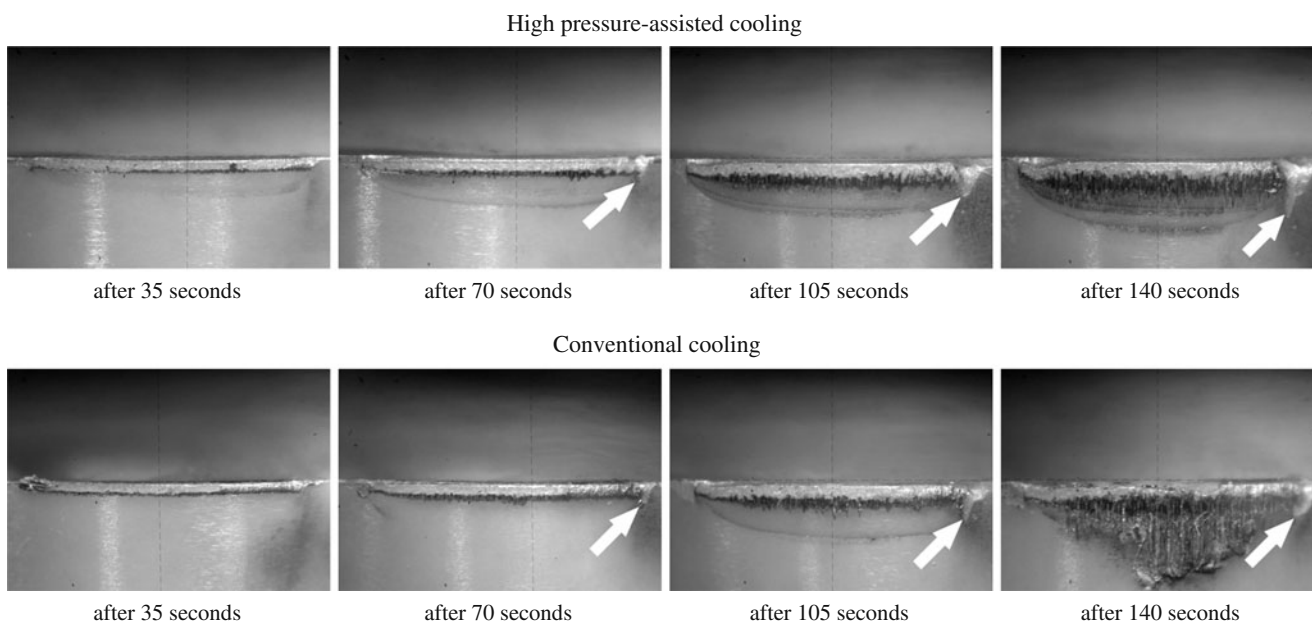 High pressure-assisted cooling
after 35 seconds
after 70 seconds
after 105 seconds
after 140 seconds
Conventional cooling
after 35 seconds
after 70 seconds
after 105 seconds
after 140 seconds